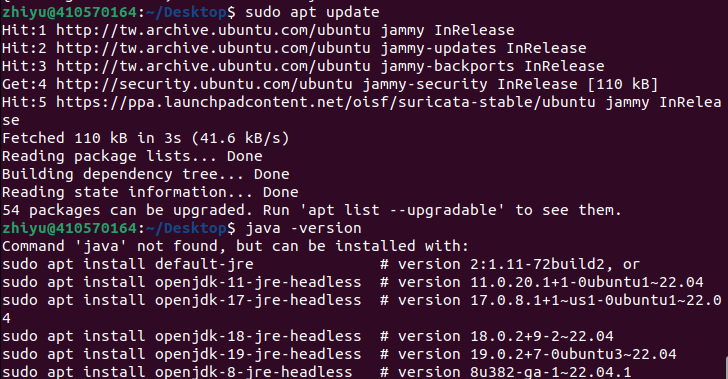 zhiyu@410570164:~/Desktop$ sudo apt update
Hit:1 http://tw.archive.ubuntu.com/ubuntu jammy InRelease
Hit:2 http://tw.archive.ubuntu.com/ubuntu jammy-updates InRelease
Hit:3 http://tw.archive.ubuntu.com/ubuntu jammy-backports InRelease
Get:4 http://security.ubuntu.com/ubuntu jammy-security InRelease [110 kB]
Hit:5 https://ppa.launchpadcontent.net/oisf/suricata-stable/ubuntu jammy InRelea
se
Fetched 110 kB in 3s (41.6 kB/s)
Reading package lists... Done
Building dependency tree... Done
Reading state information... Done
54 packages can be upgraded. Run 'apt list --upgradable' to see them.
zhiyu@410570164:~/Desktop$ java -version
Command 'java' not found, but can be installed with:
sudo apt install default-jre              # version 2:1.11-72build2, or
sudo apt install openjdk-11-jre-headless  # version 11.0.20.1+1-0ubuntu1~22.04
sudo apt install openjdk-17-jre-headless  # version 17.0.8.1+1~us1-0ubuntu1~22.0
4
sudo apt install openjdk-18-jre-headless  # version 18.0.2+9-2~22.04
sudo apt install openjdk-19-jre-headless  # version 19.0.2+7-0ubuntu3~22.04
sudo apt install openjdk-8-jre-headless   # version 8u382-ga-1~22.04.1